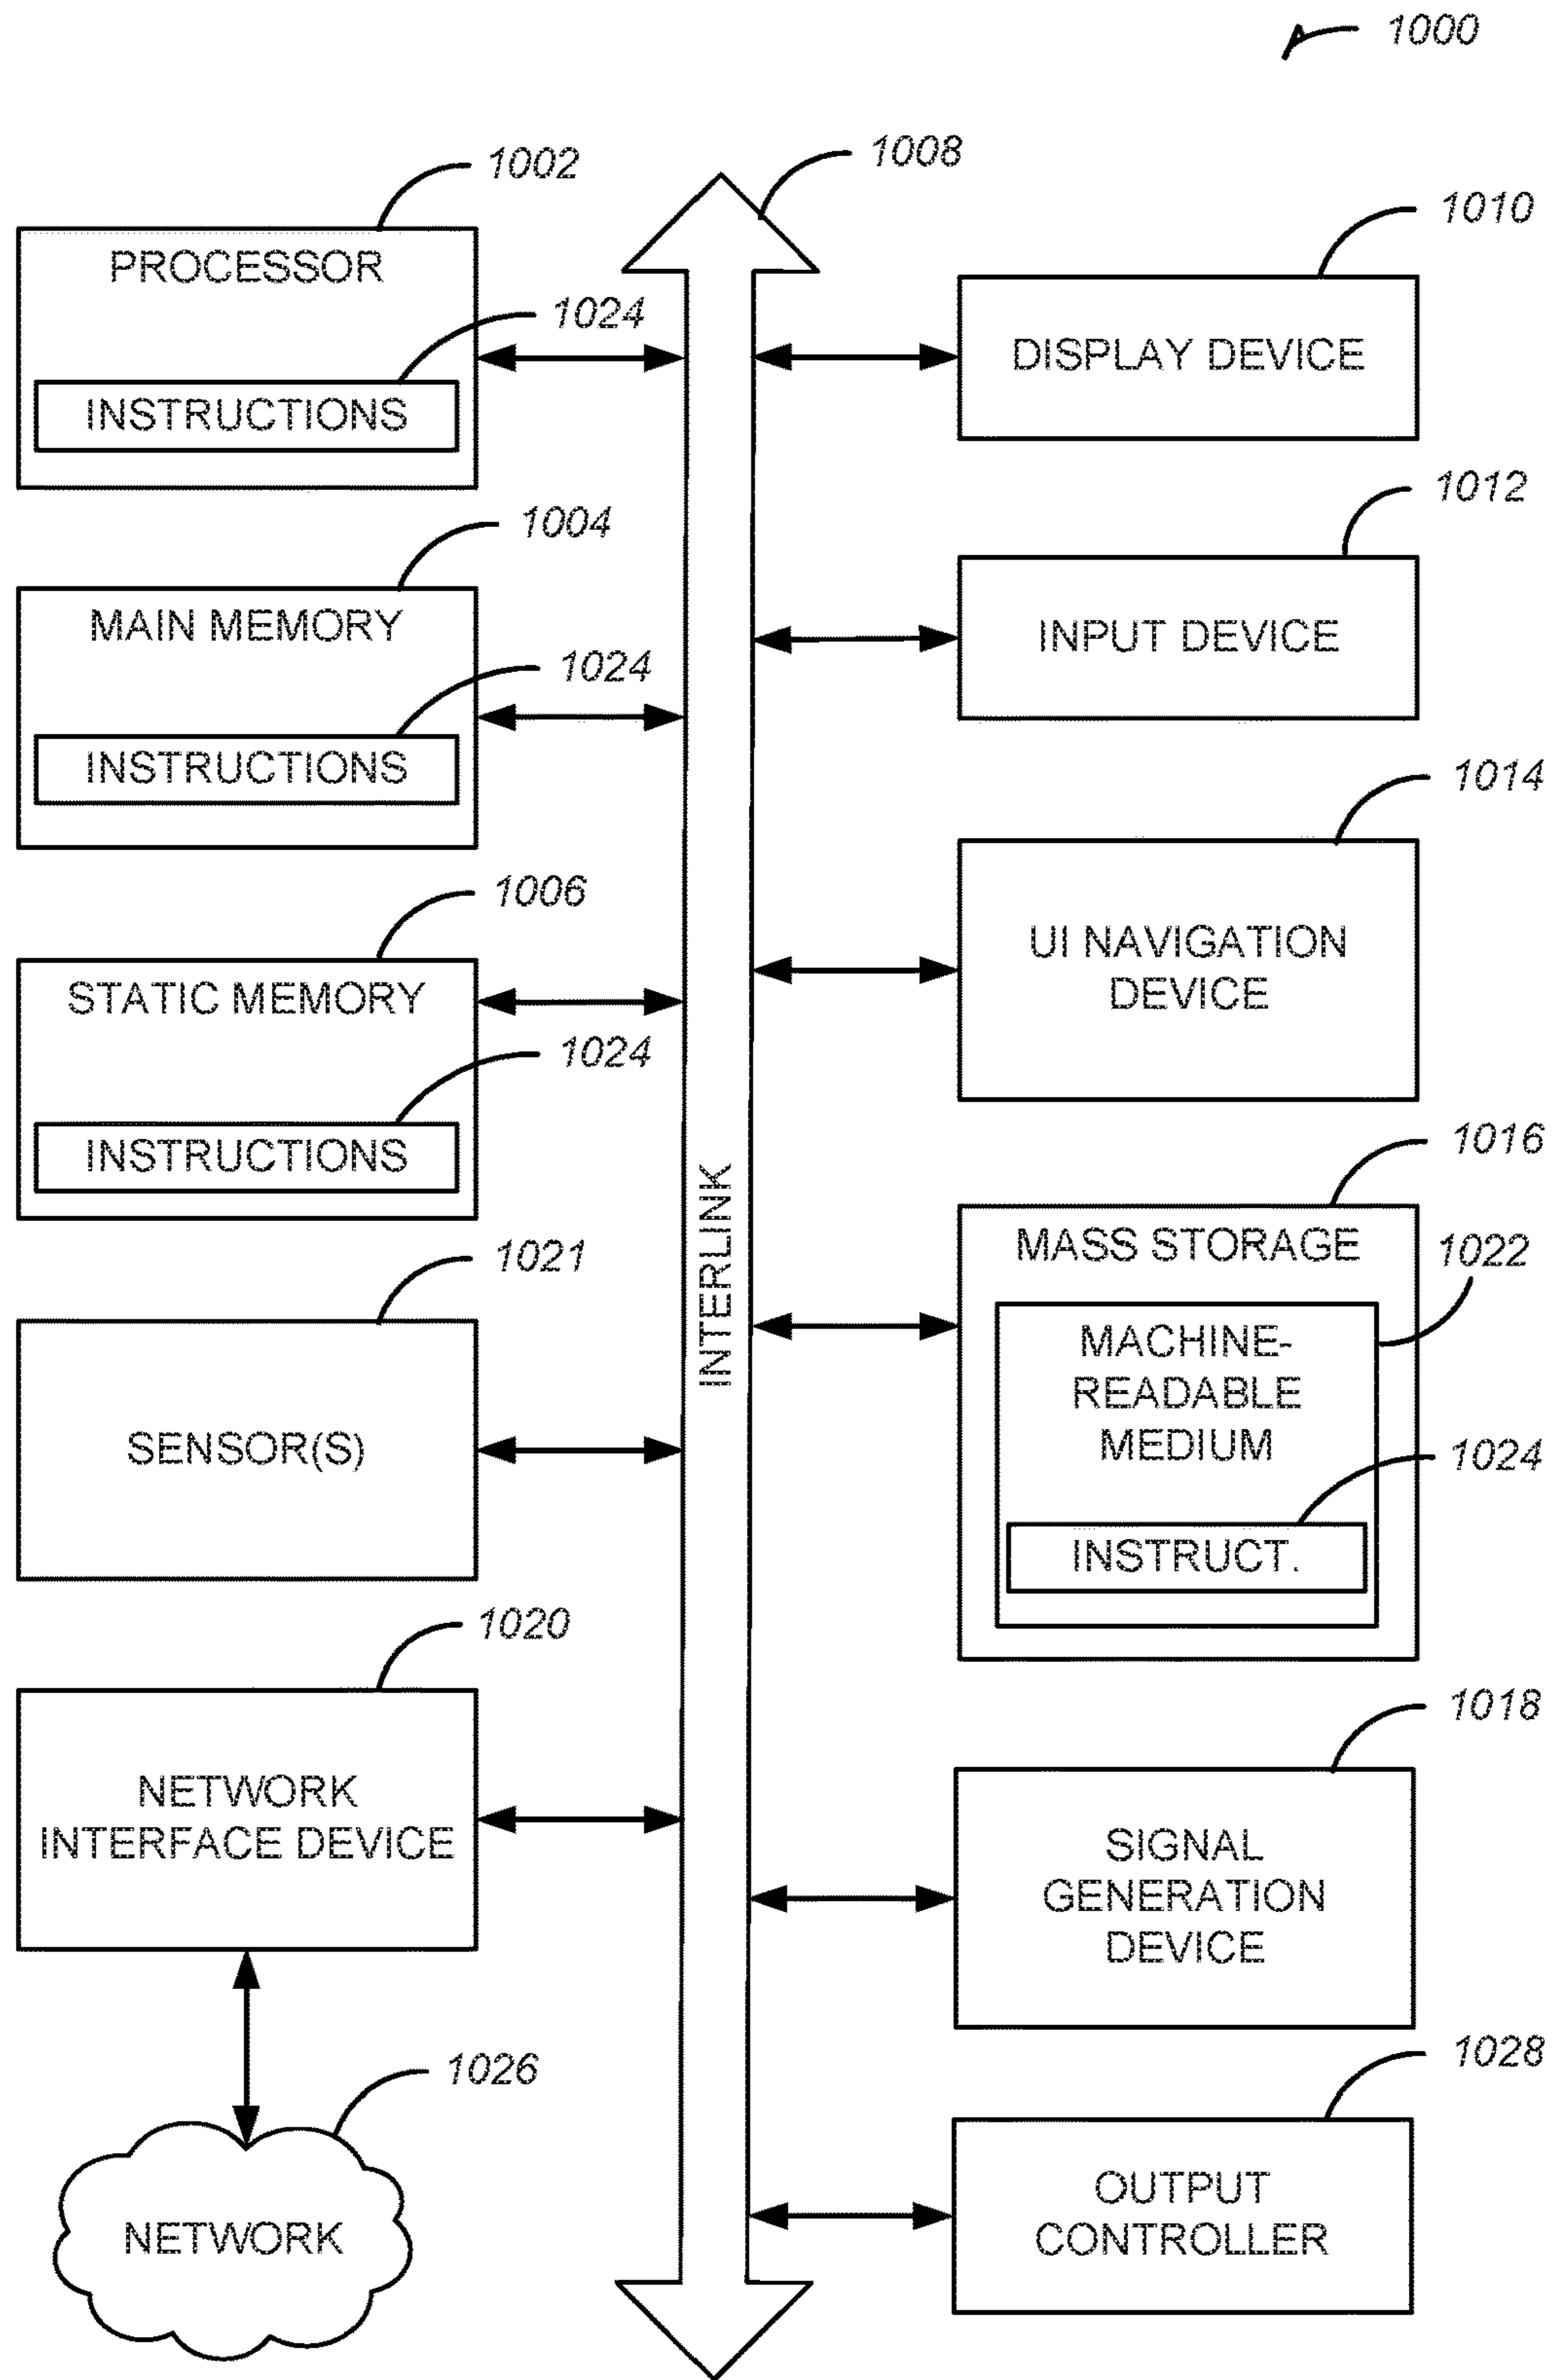 1000
1002
PROCESSOR
1024
INSTRUCTIONS
1004
MAIN MEMORY
1024
INSTRUCTIONS
1006
STATIC MEMORY
1024
INSTRUCTIONS
1021
SENSOR(S)
1020
NETWORK
INTERFACE DEVICE
1026
NETWORK
1008
INTERLINK
1010
DISPLAY DEVICE
1012
INPUT DEVICE
1014
UI NAVIGATION
DEVICE
1016
MASS STORAGE
1022
MACHINE-
READABLE
MEDIUM
1024
INSTRUCT.
1018
SIGNAL
GENERATION
DEVICE
1028
OUTPUT
CONTROLLER